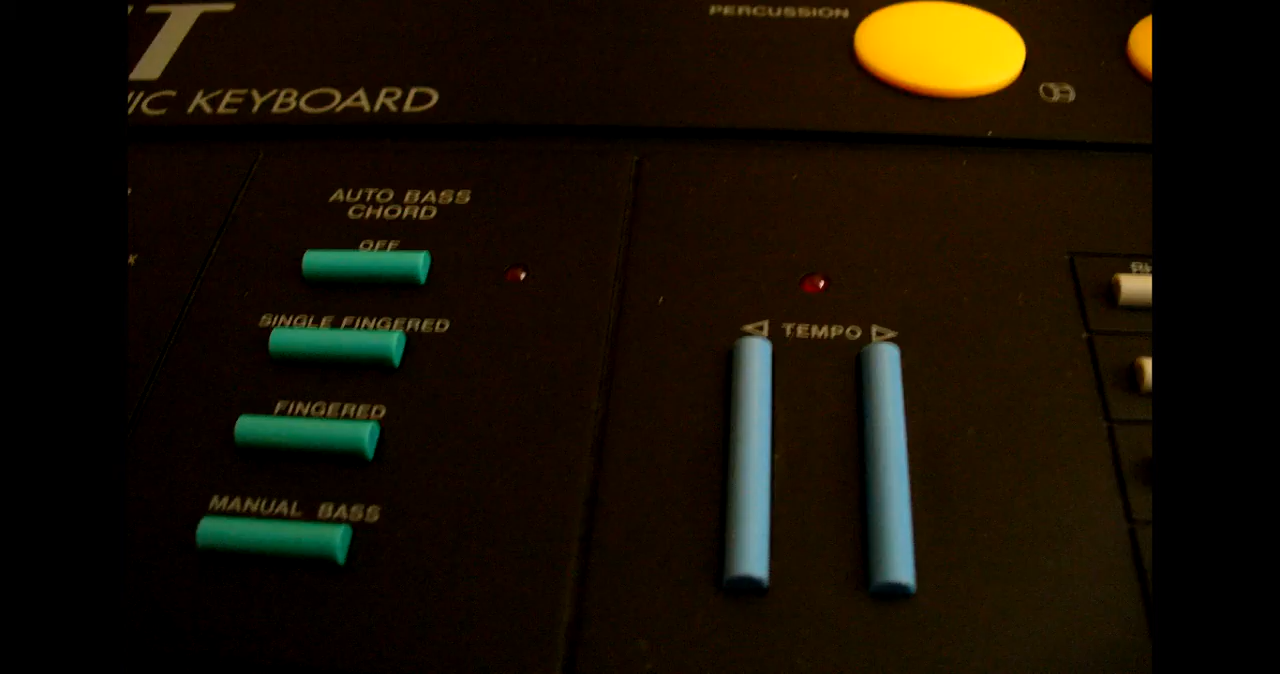 T
PERCUSSION
IC KEYBOARD
AUTO BASS
CHORD
OFF
SINGLE FINGERED
FINGERED
MANUAL BASS
TEMPO